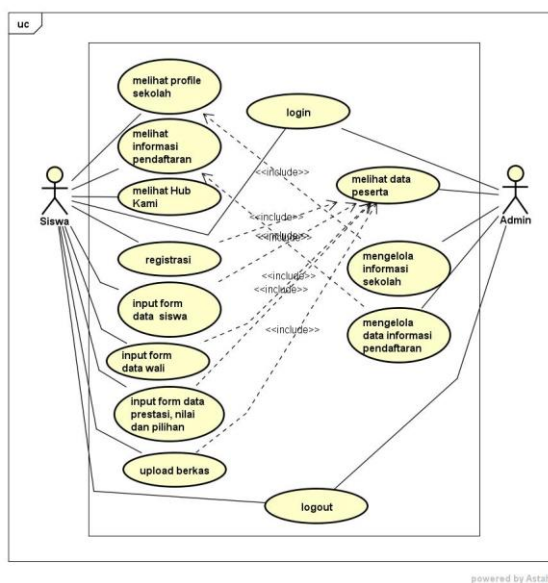 uc
melihat profile
sekolah
login
melihat
informasi
pendaftaran
<<include>>
melihat data
peserta
melihat Hub
Kami
Siswa
Admin
<<include>>
<<include>>
<<include>>
registrasi
mengelola
informasi
sekolah
<<include>>
<<include>>
input form
data siswa
<<include>>
mengelola
data informasi
pendaftaran
input form
data wali
input form data
prestasi, nilai
dan pilihan
upload berkas
logout
powered by Astah